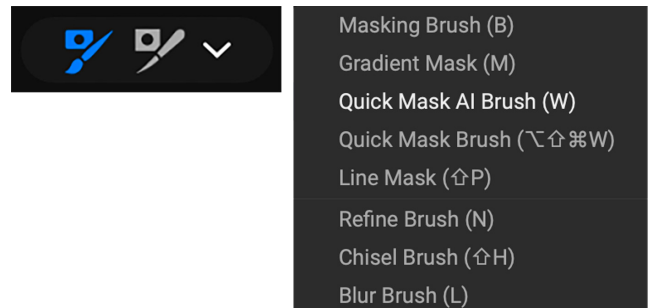 Masking Brush (B)
Gradient Mask (M)
Quick Mask AI Brush (W)
Quick Mask Brush (⌥⇧⌘W)
Line Mask (⇧P)
Refine Brush (N)
Chisel Brush (⇧H)
Blur Brush (L)